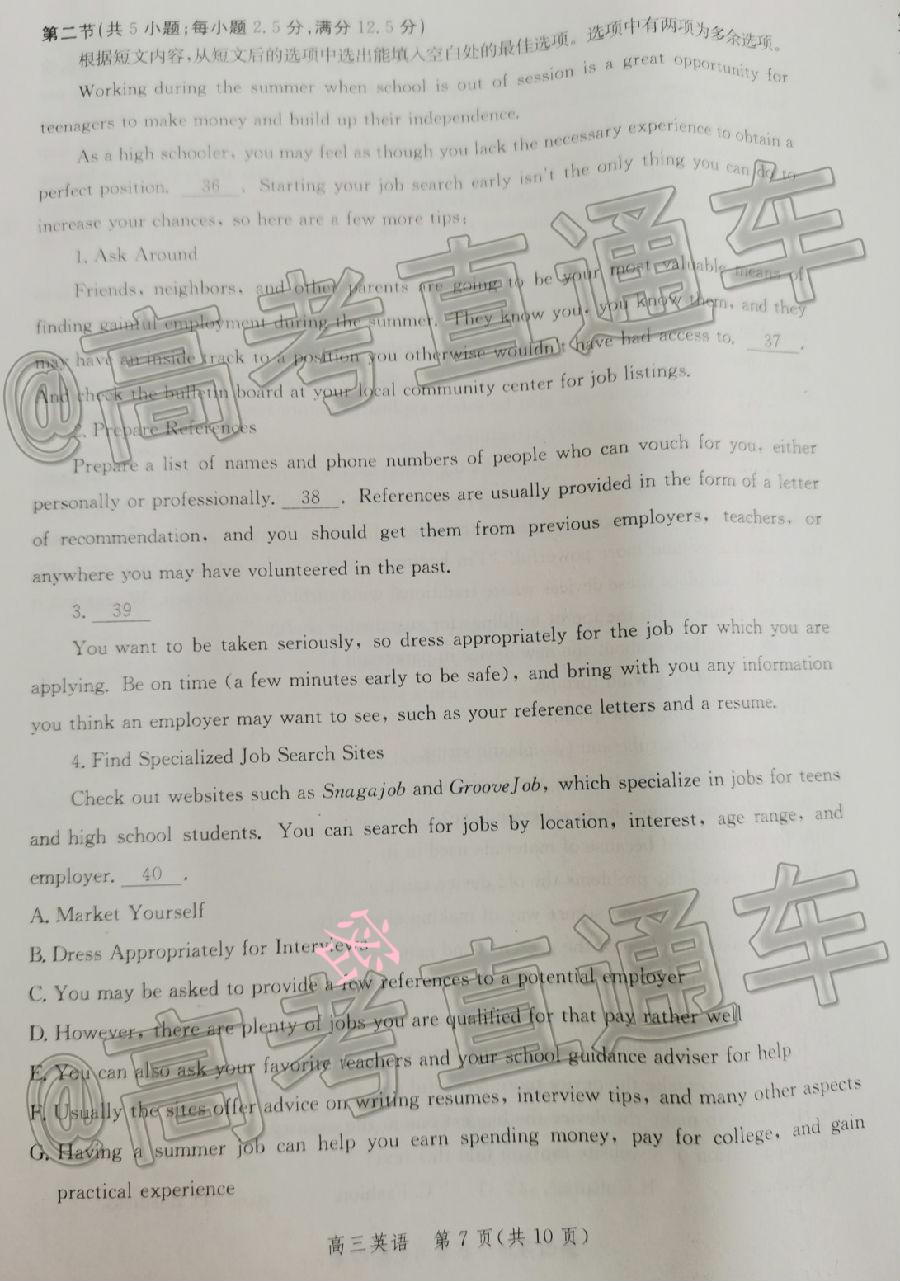 第二节(共5小题;每小题2.5分,满分12.5分)
根据短文内容,从短文后的选项中选出能填入空白处的最佳选项。选项中有两项为多余选项。
Working during the summer when school is out of session is a great opportunity for
teenagers to make money and build up their independence.
As a high schooler, you may feel as though you lack the necessary experience to obtain a
perfect position. 36 . Starting your job search early isn't the only thing you can do to
increase your chances, so here are a few more tips:
1. Ask Around
Friends, neighbors, and other parents are going to be your most valuable means of
finding gainful employment during the summer. They know you, you know them, and they
may have an inside track to a position you otherwise wouldn't have had access to. 37 .
And check the bulletin board at your local community center for job listings.
2. Prepare References
Prepare a list of names and phone numbers of people who can vouch for you, either
personally or professionally. 38 . References are usually provided in the form of a letter
of recommendation, and you should get them from previous employers, teachers, or
anywhere you may have volunteered in the past.
3. 39
You want to be taken seriously, so dress appropriately for the job for which you are
applying. Be on time (a few minutes early to be safe), and bring with you any information
you think an employer may want to see, such as your reference letters and a resume.
4. Find Specialized Job Search Sites
Check out websites such as Snagajob and GrooveJob, which specialize in jobs for teens
and high school students. You can search for jobs by location, interest, age range, and
employer. 40 .
A. Market Yourself
B. Dress Appropriately for Interviews
C. You may be asked to provide a few references to a potential employer
D. However, there are plenty of jobs you are qualified for that pay rather well
E. You can also ask your favorite teachers and your school guidance adviser for help
F. Usually the sites offer advice on writing resumes, interview tips, and many other aspects
G. Having a summer job can help you earn spending money, pay for college, and gain
practical experience
高三英语 第7页(共10页)
@高考直通车
@高考直通车
密